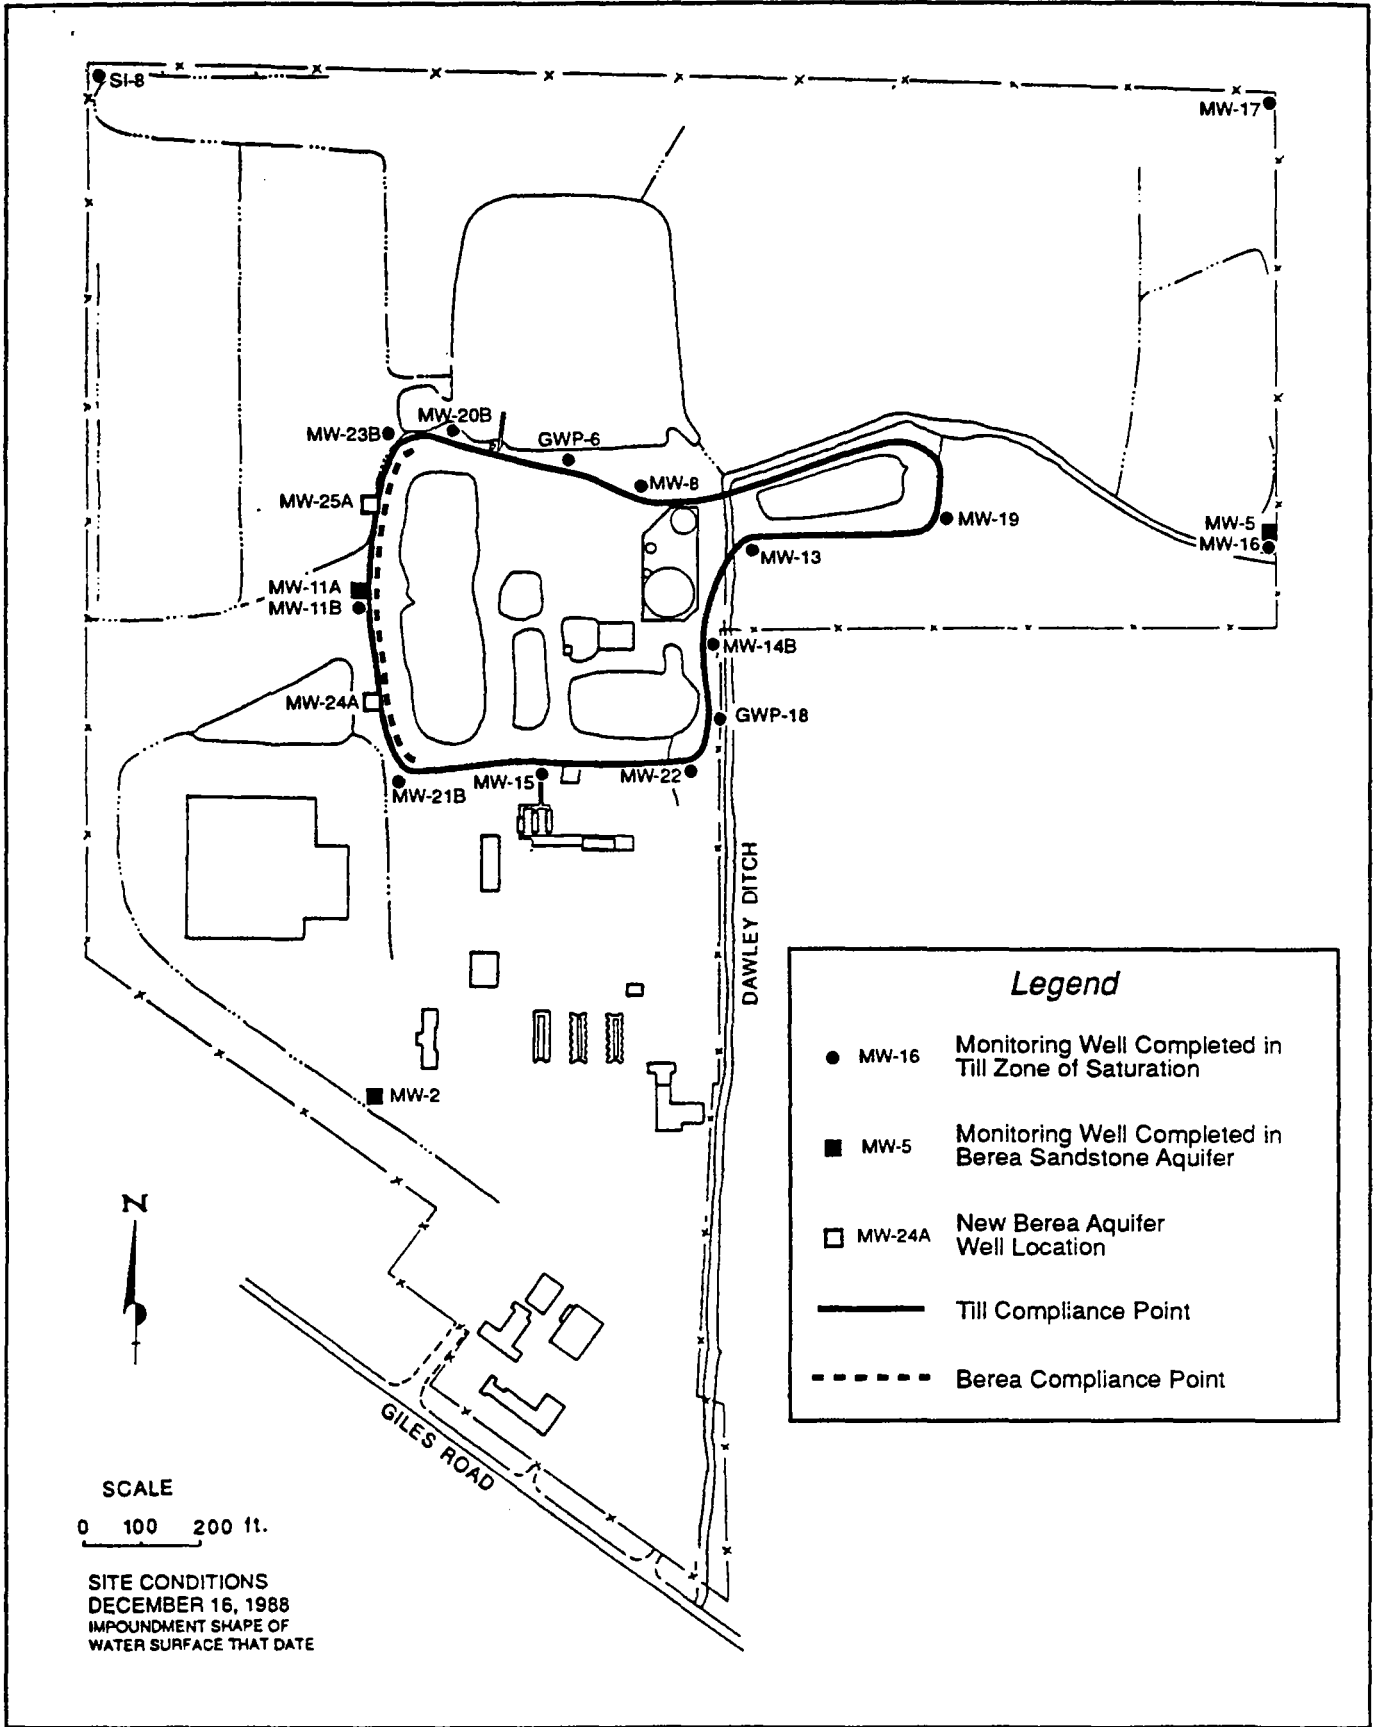 SI-8
MW-17
MW-20B
MW-23B
GWP-6
MW-8
MW-25A
MW-19
MW-5
MW-16
MW-13
MW-11A
MW-11B
MW-14B
MW-24A
GWP-18
MW-15
MW-22
MW-21B
DAWLEY DITCH
MW-2
N
GILES ROAD
Legend
MW-16 Monitoring Well Completed in
Till Zone of Saturation
MW-5 Monitoring Well Completed in
Berea Sandstone Aquifer
MW-24A New Berea Aquifer
Well Location
Till Compliance Point
Berea Compliance Point
SCALE
0 100 200 ft.
SITE CONDITIONS
DECEMBER 16, 1988
IMPOUNDMENT SHAPE OF
WATER SURFACE THAT DATE